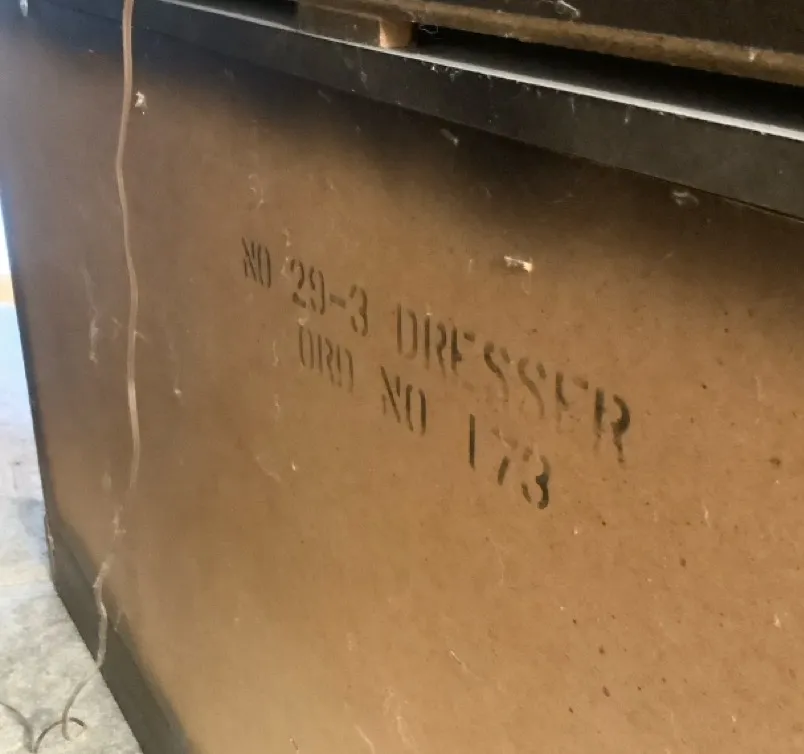 NO 29-3 DRESSER
ORD NO 173